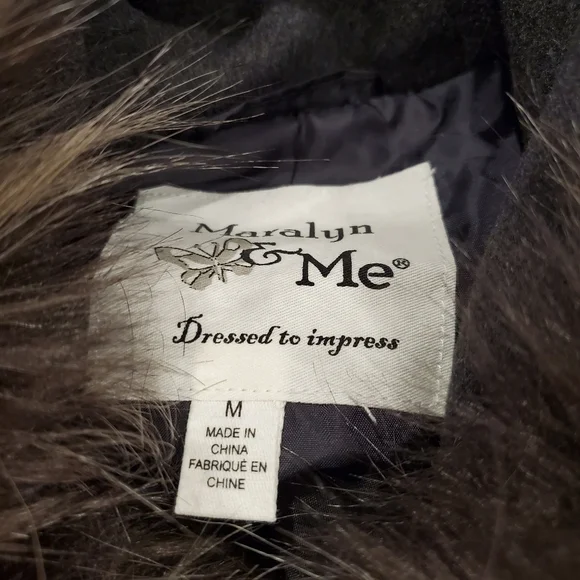 Maralyn
& Me®
Dressed to impress
M
MADE IN
CHINA
FABRIQUÉ EN
CHINE